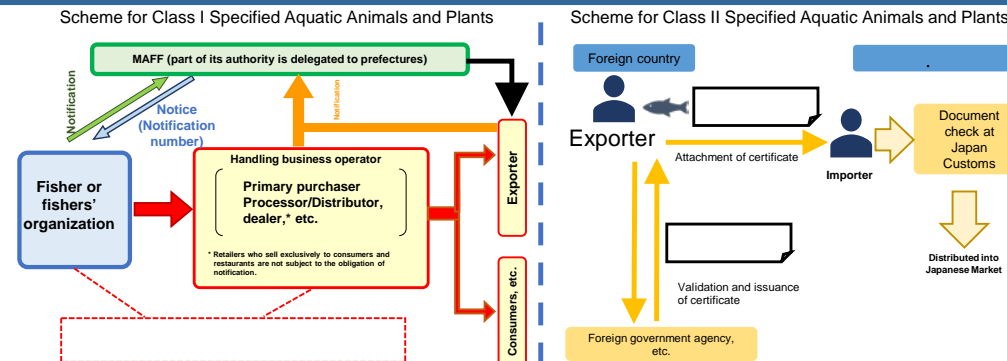 Scheme for Class I Specified Aquatic Animals and Plants
MAFF (part of its authority is delegated to prefectures)
Notification
Notice
(Notification
number)
Notification
Fisher or
fishers’
organization
Handling business operator
Primary purchaser
Processor/Distributor,
dealer,* etc.
* Retailers who sell exclusively to consumers and
restaurants are not subject to the obligation of
notification.
Exporter
Consumers, etc.
Scheme for Class II Specified Aquatic Animals and Plants
Foreign country
.
Exporter
Attachment of certificate
Importer
Document
check at
Japan
Customs
Distributed into
Japanese Market
Validation and issuance
of certificate
Foreign government agency,
etc.